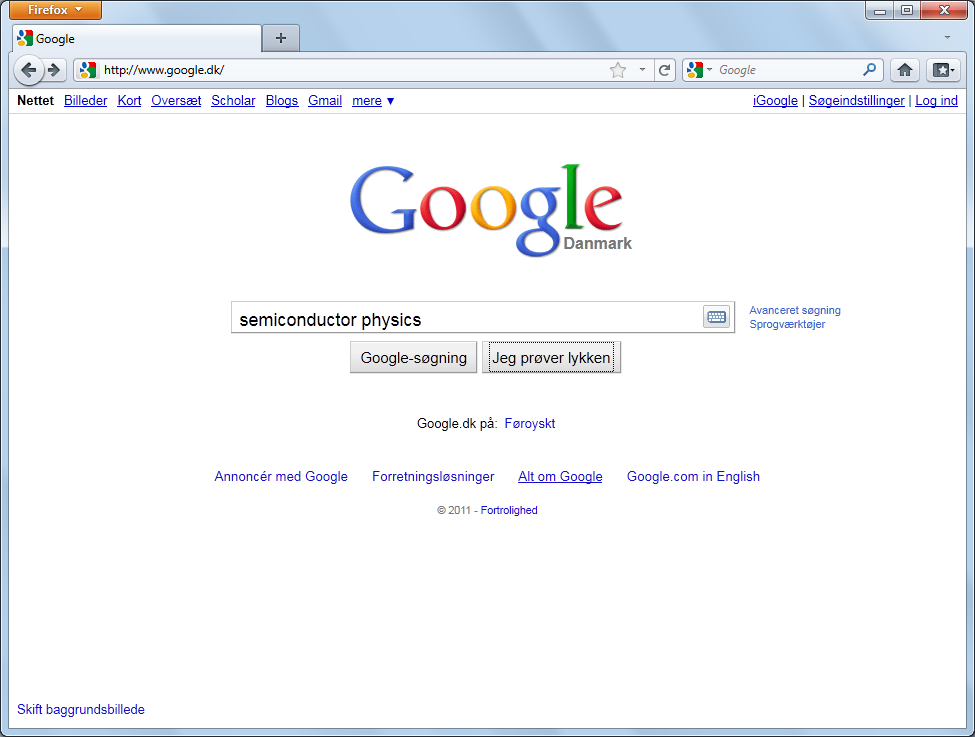 Firefox
Google
http://www.google.dk/
Google
Nettet Billeder Kort Oversæt Scholar Blogs Gmail mere ▼ iGoogle | Søgeindstillinger | Log ind
Google
Danmark
semiconductor physics
Avanceret søgning
Sprogværktøjer
Google-søgning Jeg prøver lykken
Google.dk på: Føroyskt
Annoncér med Google Forretningsløsninger Alt om Google Google.com in English
© 2011 - Fortrolighed
Skift baggrundsbillede